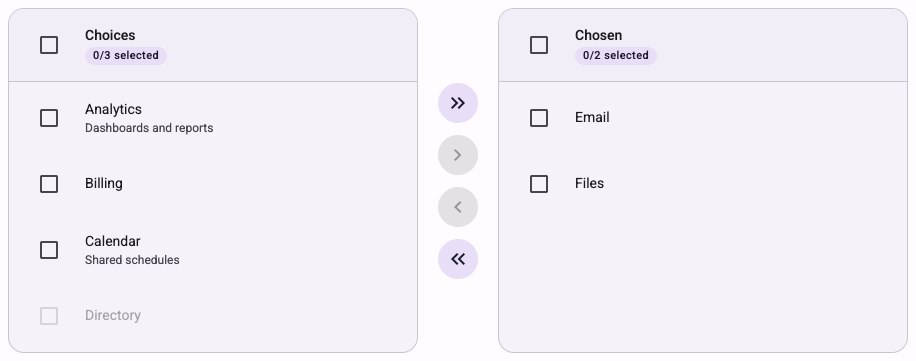 Choices
0/3 selected
Analytics
Dashboards and reports
Billing
Calendar
Shared schedules
Directory
Chosen
0/2 selected
Email
Files